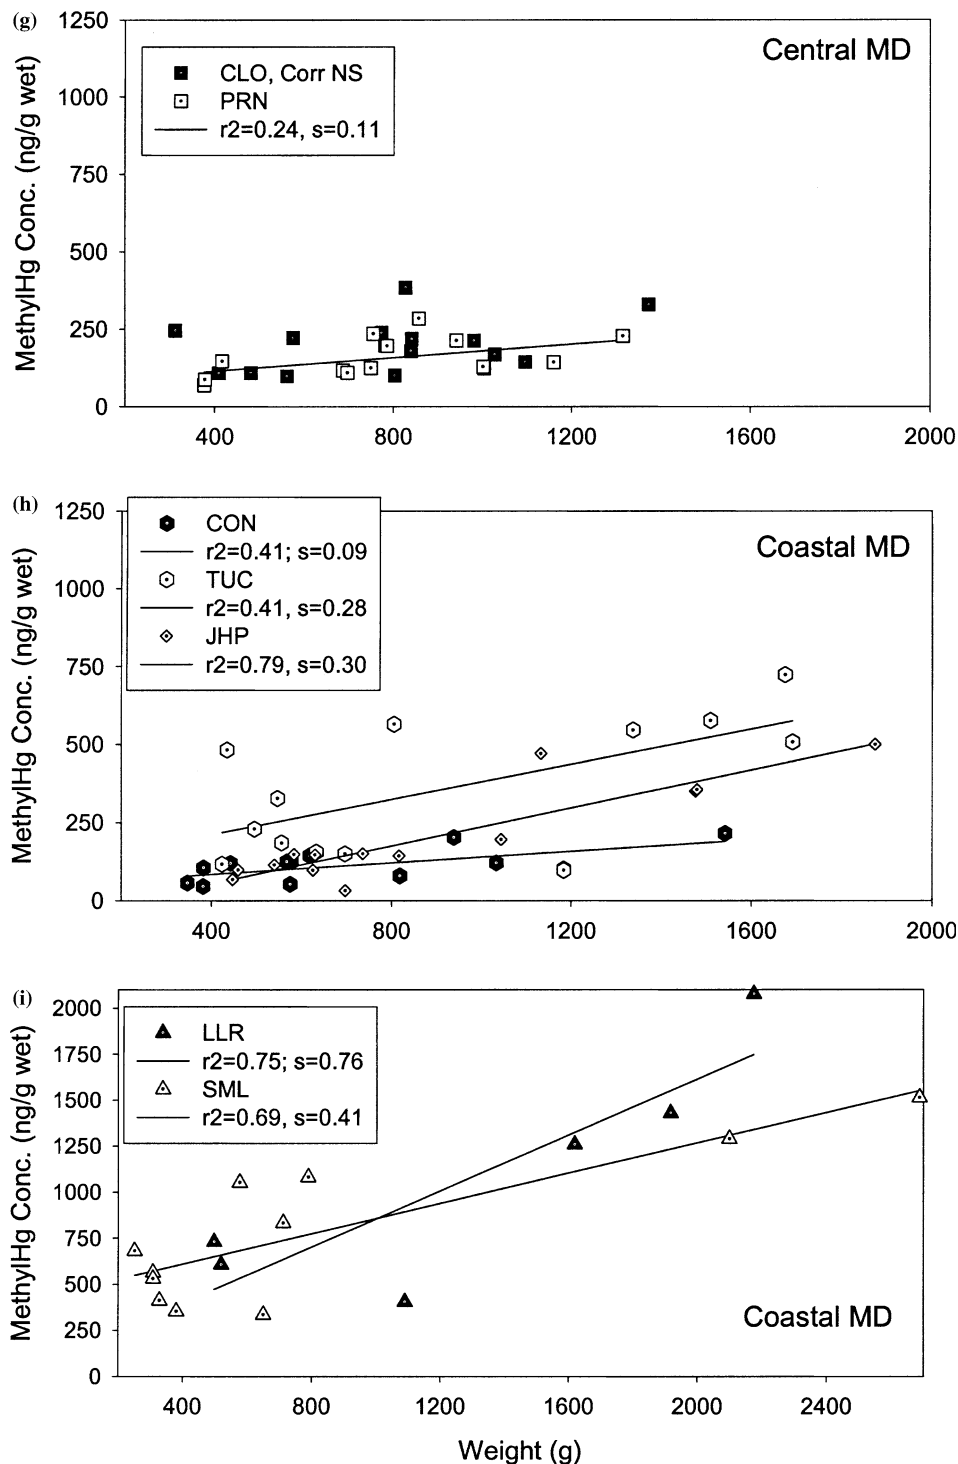 (g)
MethylHg Conc. (ng/g wet)
1250
1000
750
500
250
0
Central MD
CLO, Corr NS
PRN
r2=0.24, s=0.11
400 800 1200 1600 2000
(h)
MethylHg Conc. (ng/g wet)
1250
1000
750
500
250
0
Coastal MD
CON
r2=0.41; s=0.09
TUC
r2=0.41, s=0.28
JHP
r2=0.79, s=0.30
400 800 1200 1600 2000
(i)
MethylHg Conc. (ng/g wet)
2000
1750
1500
1250
1000
750
500
250
0
LLR
r2=0.75; s=0.76
SML
r2=0.69, s=0.41
Coastal MD
400 800 1200 1600 2000 2400
Weight (g)